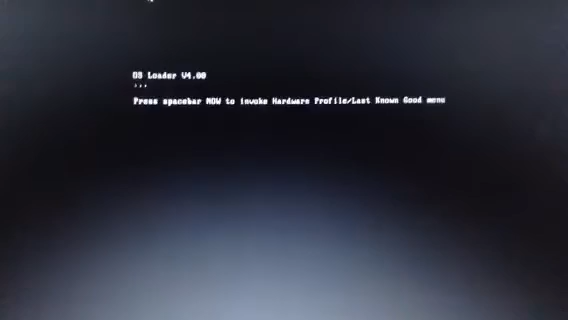 OS Loader V4.00
...
Press spacebar NOW to invoke Hardware Profile/Last Known Good menu